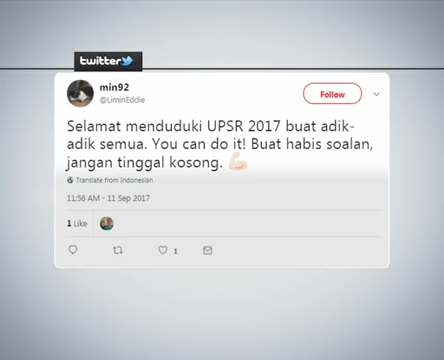 twitter
min92
@LiminEddie
Follow
Selamat menduduki UPSR 2017 buat adik-
adik semua. You can do it! Buat habis soalan,
jangan tinggal kosong. 💪🏻
Translate from Indonesian
11:56 AM - 11 Sep 2017
1 Like
1